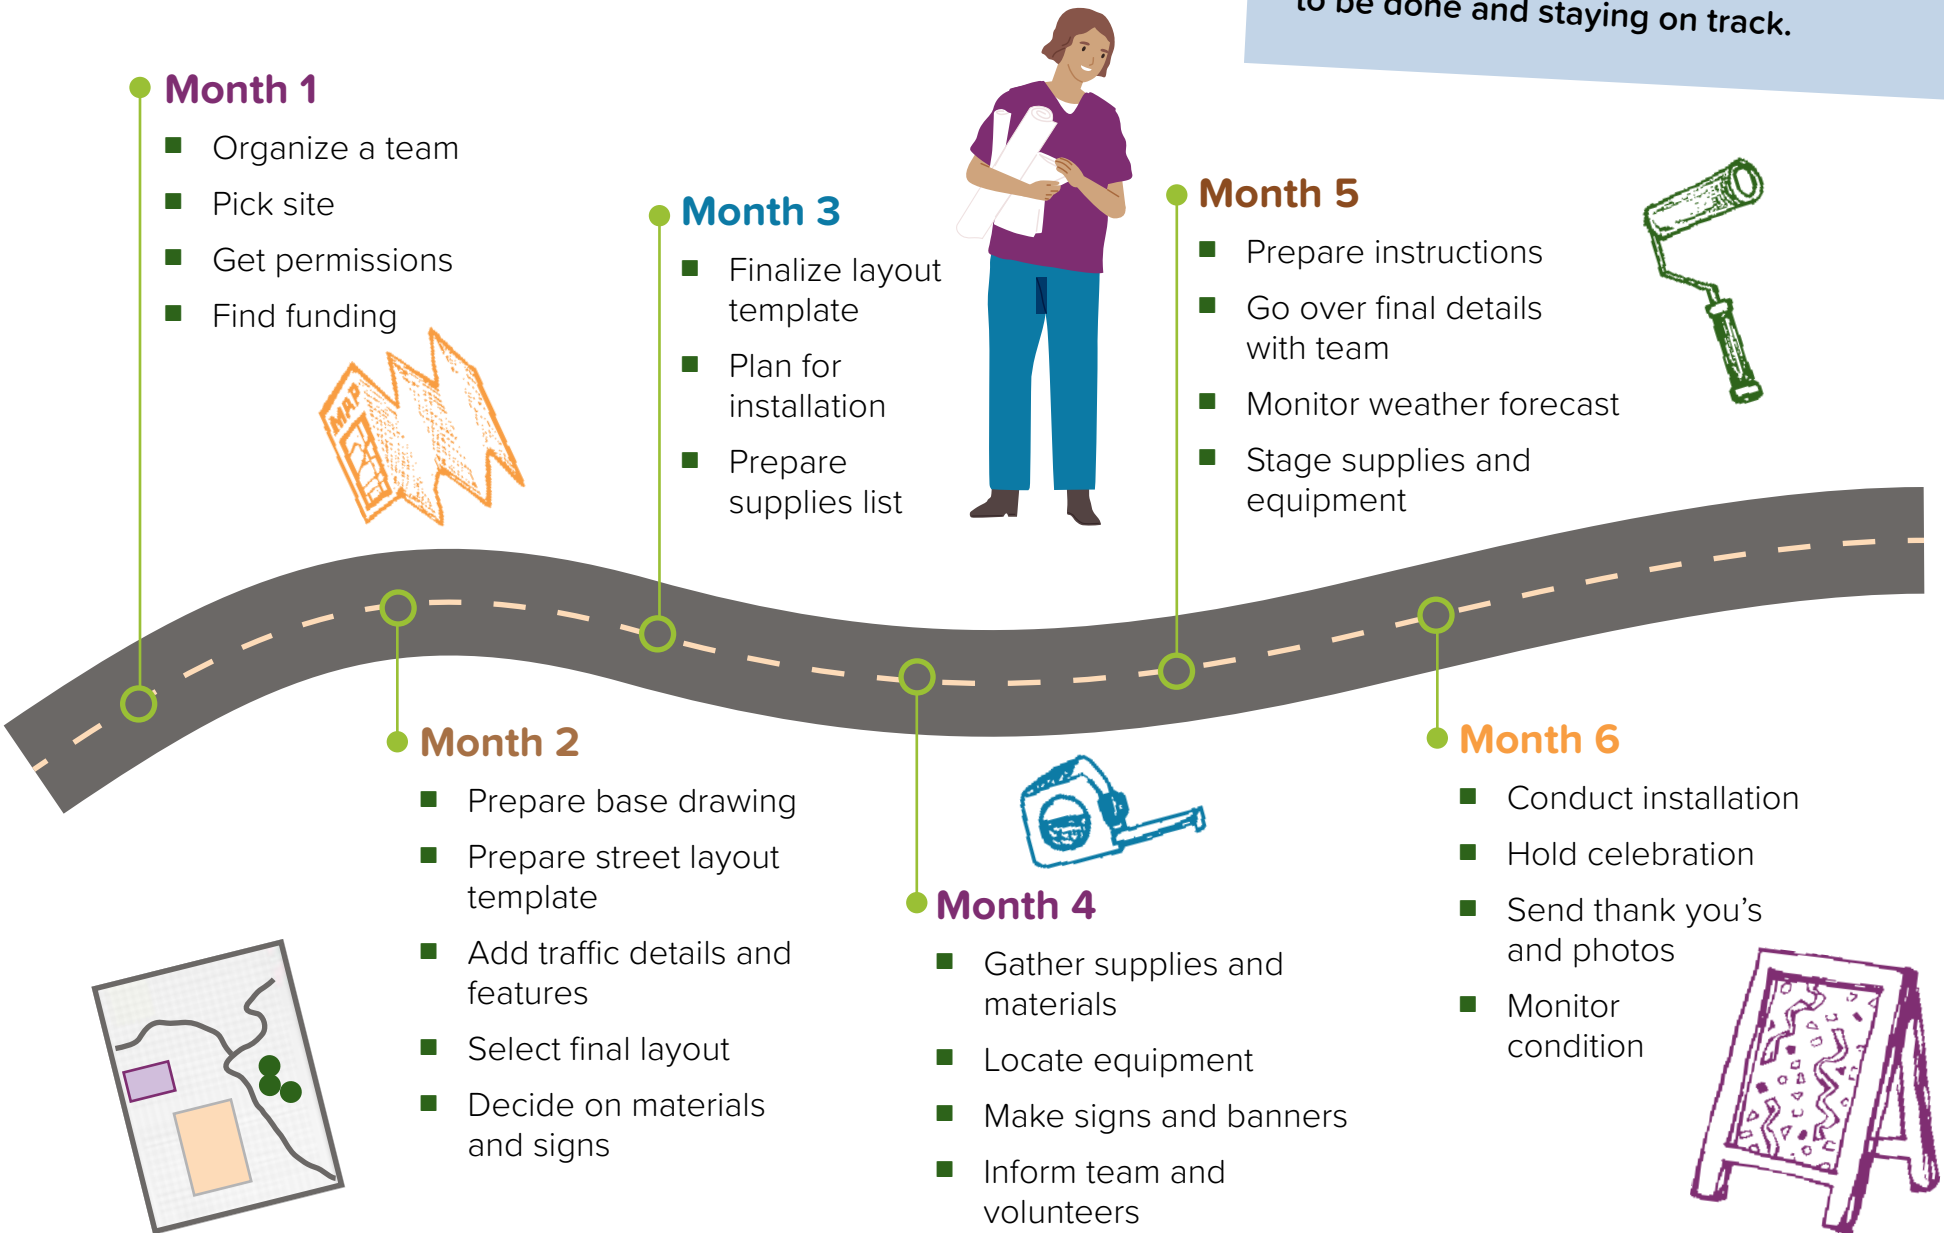 to be done and staying on track.
Month 1
Organize a team
Pick site
Get permissions
Find funding
MAP
Month 3
Finalize layout
template
Plan for
installation
Prepare
supplies list
Month 5
Prepare instructions
Go over final details
with team
Monitor weather forecast
Stage supplies and
equipment
Month 2
Prepare base drawing
Prepare street layout
template
Add traffic details and
features
Select final layout
Decide on materials
and signs
Month 4
Gather supplies and
materials
Locate equipment
Make signs and banners
Inform team and
volunteers
Month 6
Conduct installation
Hold celebration
Send thank you’s
and photos
Monitor
condition